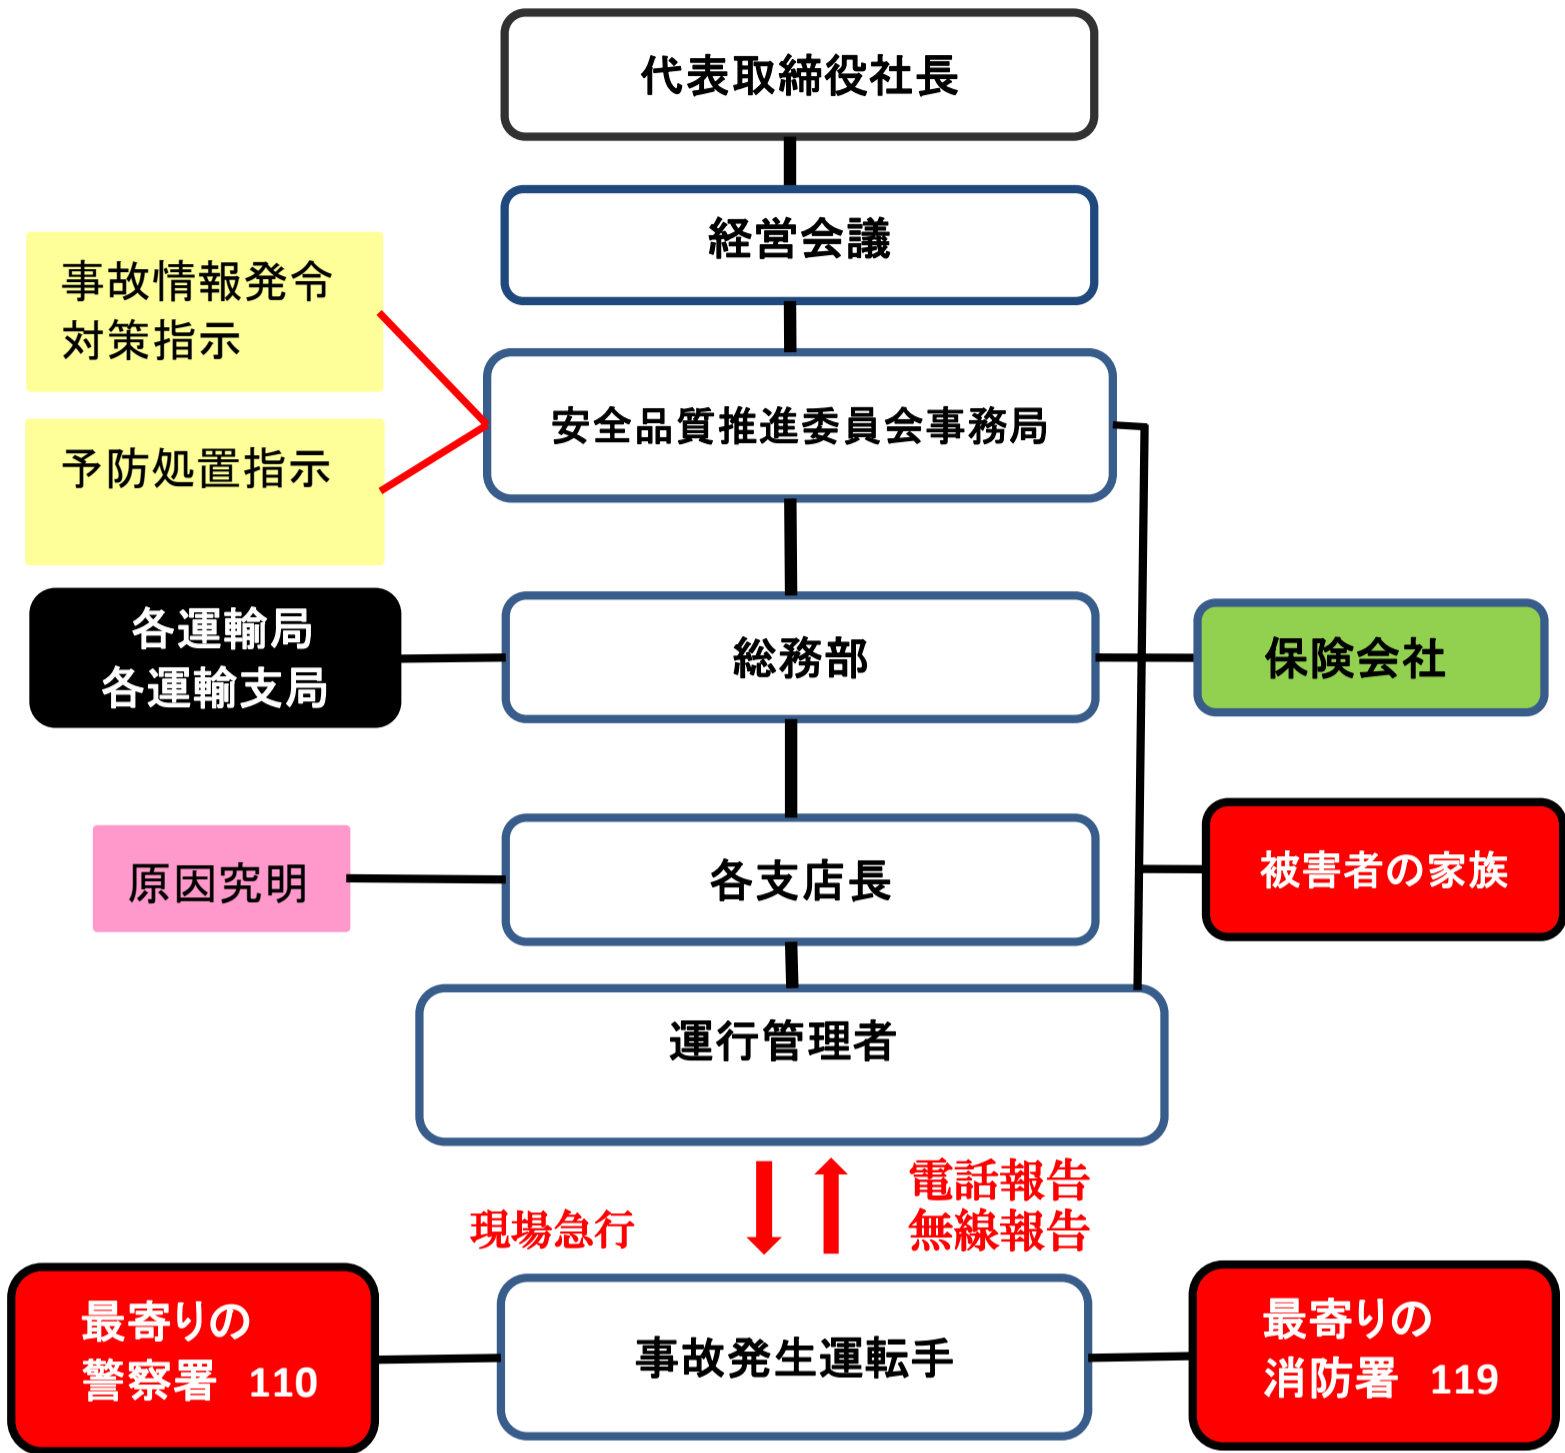 代表取締役社長
経営会議
事故情報発令
対策指示
安全品質推進委員会事務局
予防処置指示
各運輸局
各運輸支局
総務部
保険会社
原因究明
各支店長
被害者の家族
運行管理者
現場急行
電話報告
無線報告
最寄りの
警察署 110
事故発生運転手
最寄りの
消防署 119